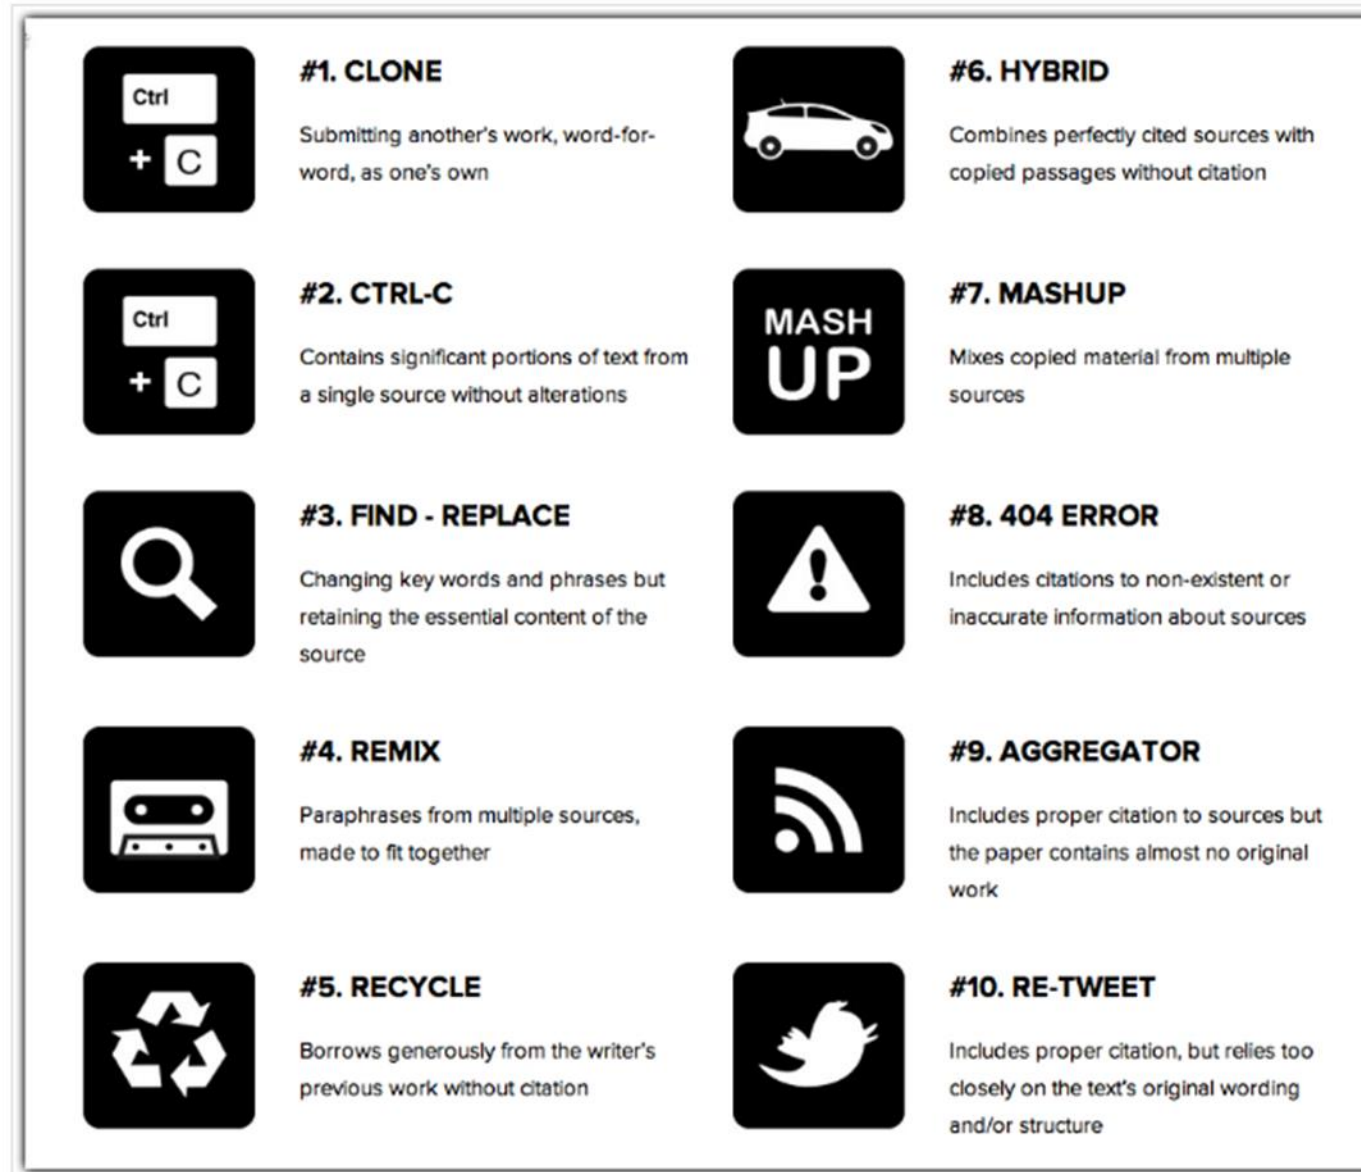 Ctrl
+ C
#1. CLONE
Submitting another's work, word-for-
word, as one's own
Ctrl
+ C
#2. CTRL-C
Contains significant portions of text from
a single source without alterations
#3. FIND - REPLACE
Changing key words and phrases but
retaining the essential content of the
source
#4. REMIX
Paraphrases from multiple sources,
made to fit together
#5. RECYCLE
Borrows generously from the writer's
previous work without citation
#6. HYBRID
Combines perfectly cited sources with
copied passages without citation
MASH
UP
#7. MASHUP
Mixes copied material from multiple
sources
#8. 404 ERROR
Includes citations to non-existent or
inaccurate information about sources
#9. AGGREGATOR
Includes proper citation to sources but
the paper contains almost no original
work
#10. RE-TWEET
Includes proper citation, but relies too
closely on the text's original wording
and/or structure